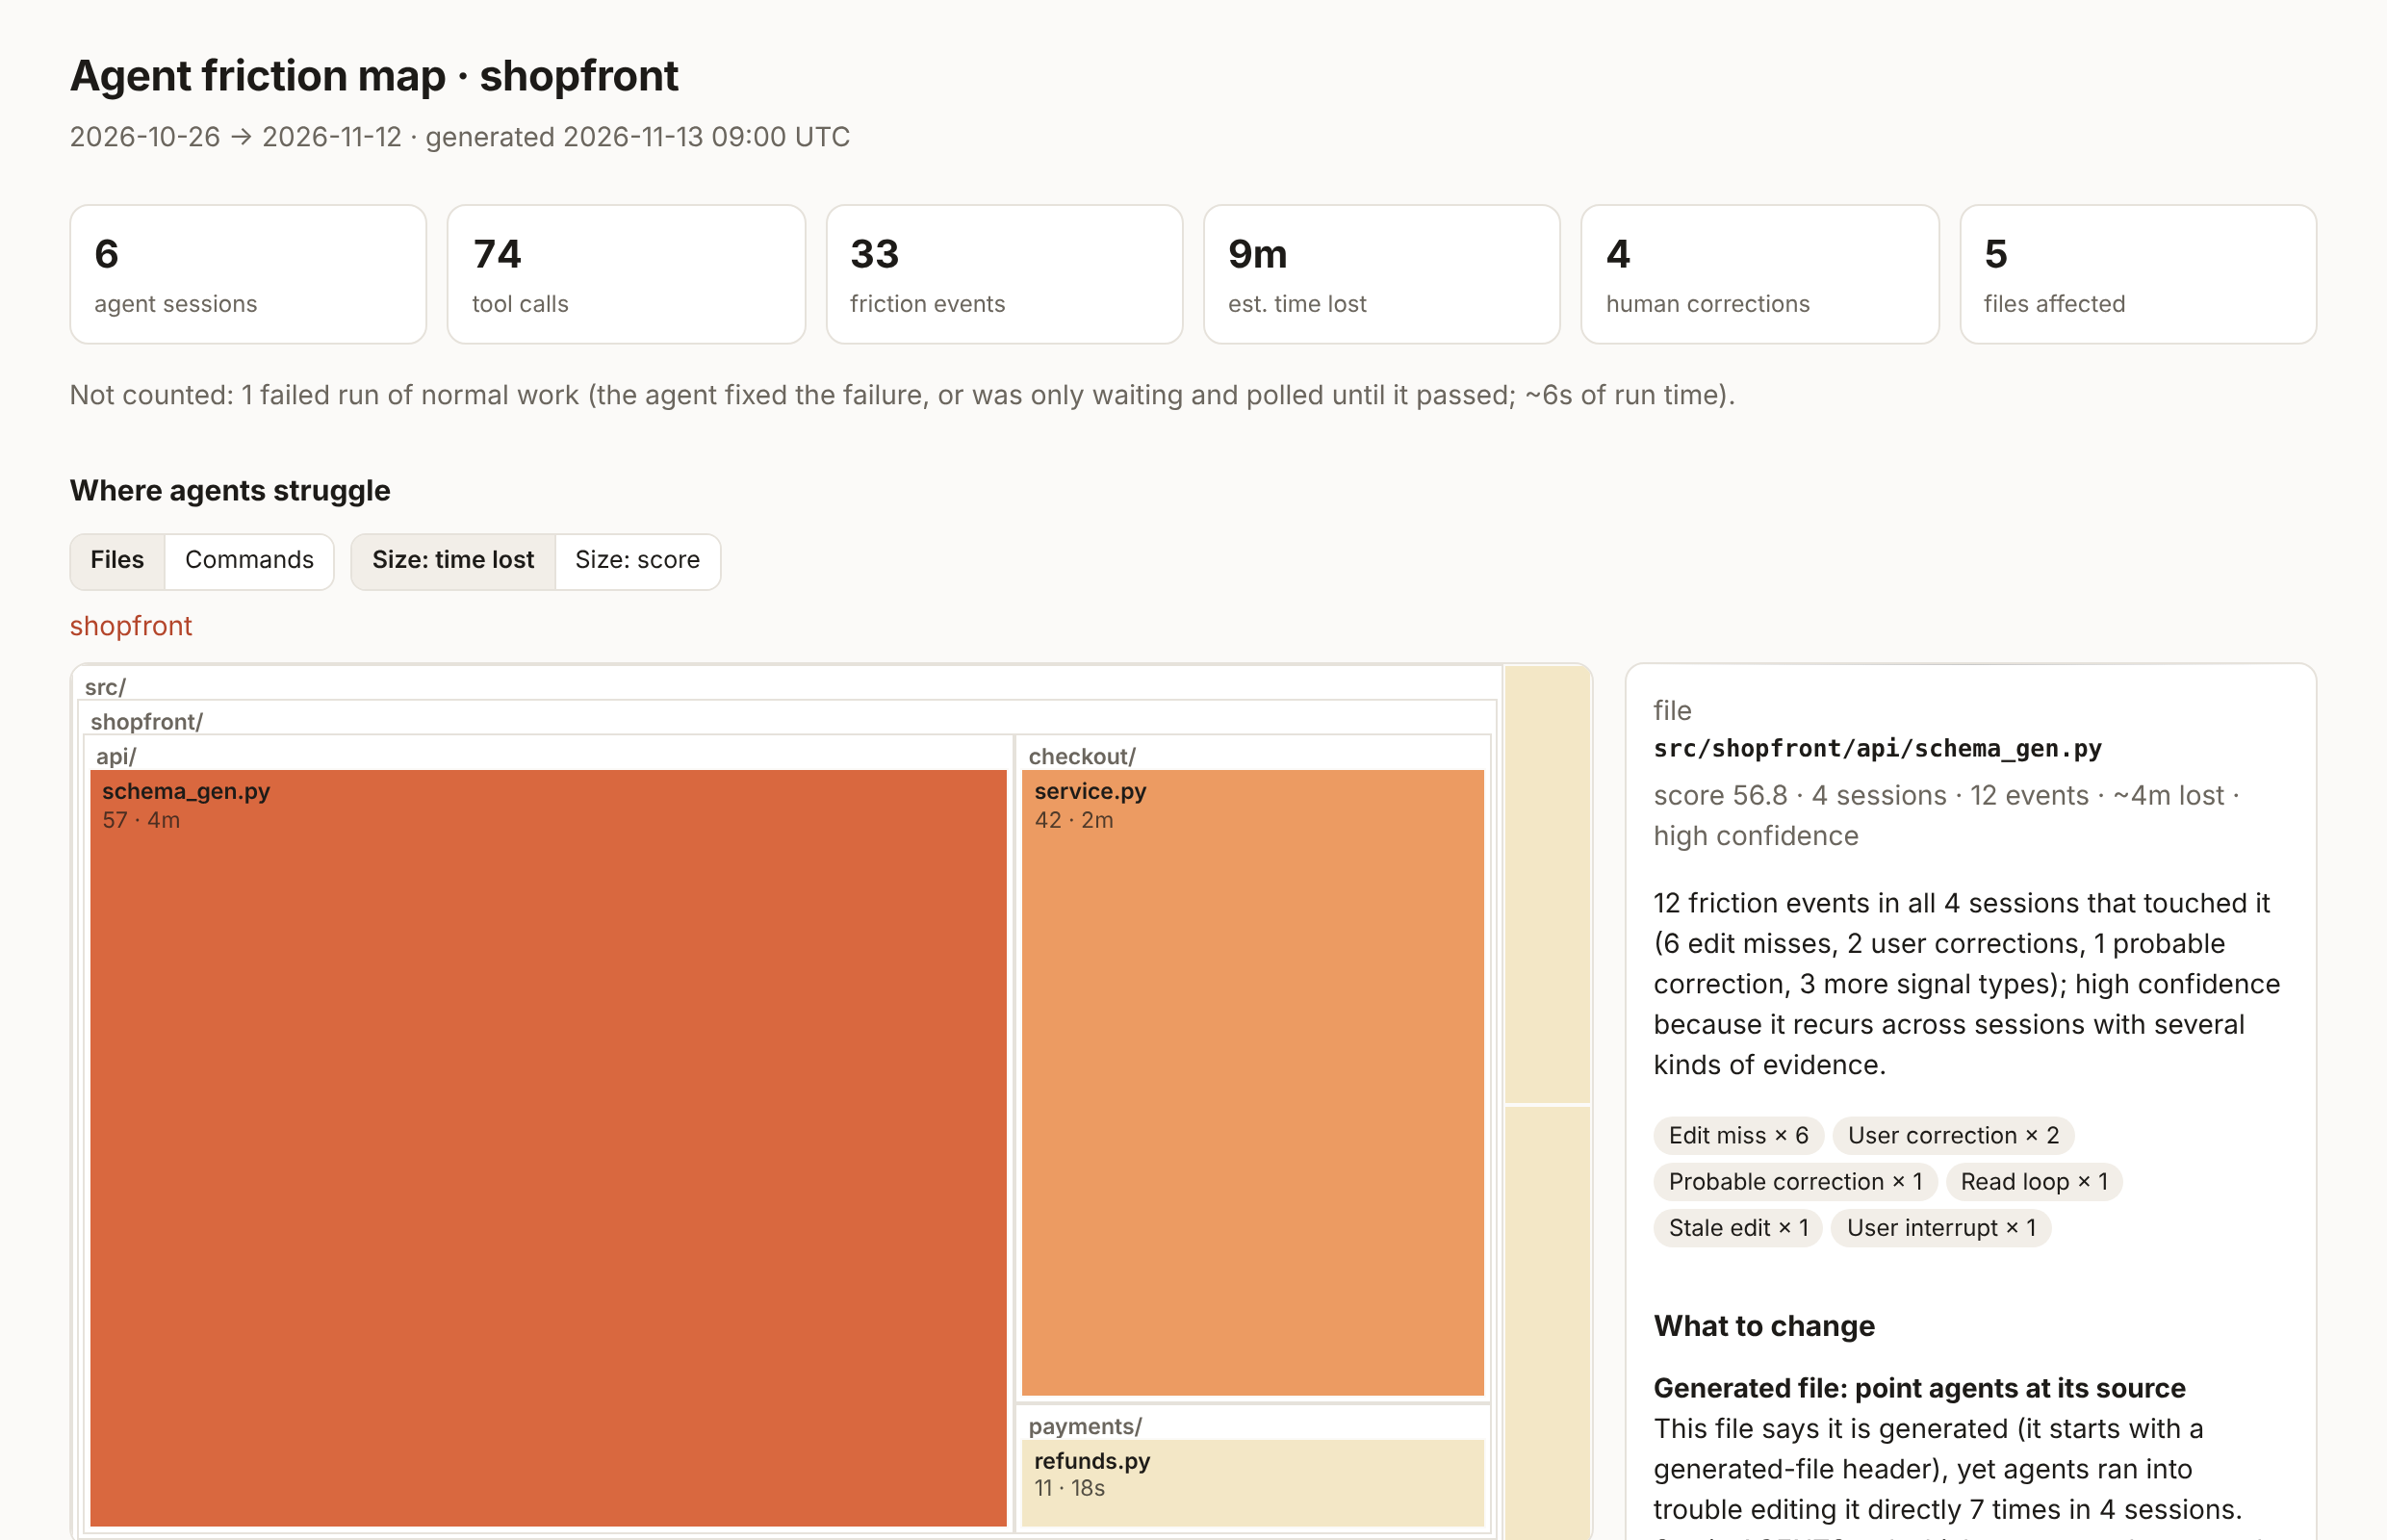 Agent friction map · shopfront
2026-10-26 → 2026-11-12 · generated 2026-11-13 09:00 UTC
6
agent sessions
74
tool calls
33
friction events
9m
est. time lost
4
human corrections
5
files affected
Not counted: 1 failed run of normal work (the agent fixed the failure, or was only waiting and polled until it passed; ~6s of run time).
Where agents struggle
Files
Commands
Size: time lost
Size: score
shopfront
src/
shopfront/
api/
schema_gen.py
57 · 4m
checkout/
service.py
42 · 2m
payments/
refunds.py
11 · 18s
file
src/shopfront/api/schema_gen.py
score 56.8 · 4 sessions · 12 events · ~4m lost ·
high confidence
12 friction events in all 4 sessions that touched it
(6 edit misses, 2 user corrections, 1 probable
correction, 3 more signal types); high confidence
because it recurs across sessions with several
kinds of evidence.
Edit miss × 6
User correction × 2
Probable correction × 1
Read loop × 1
Stale edit × 1
User interrupt × 1
What to change
Generated file: point agents at its source
This file says it is generated (it starts with a
generated-file header), yet agents ran into
trouble editing it directly 7 times in 4 sessions.